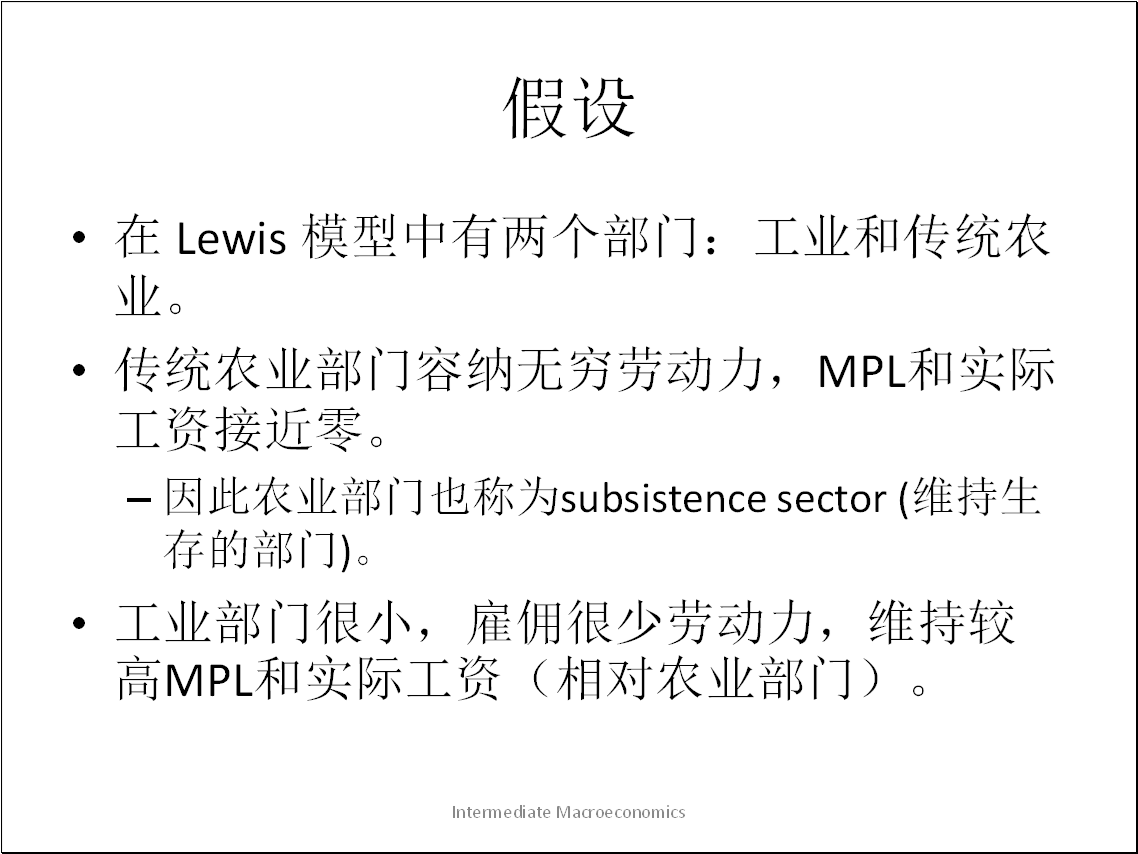 假设
• 在 Lewis 模型中有两个部门：工业和传统农
业。
• 传统农业部门容纳无穷劳动力，MPL和实际
工资接近零。
– 因此农业部门也称为subsistence sector (维持生
存的部门)。
• 工业部门很小，雇佣很少劳动力，维持较
高MPL和实际工资（相对农业部门）。
Intermediate Macroeconomics